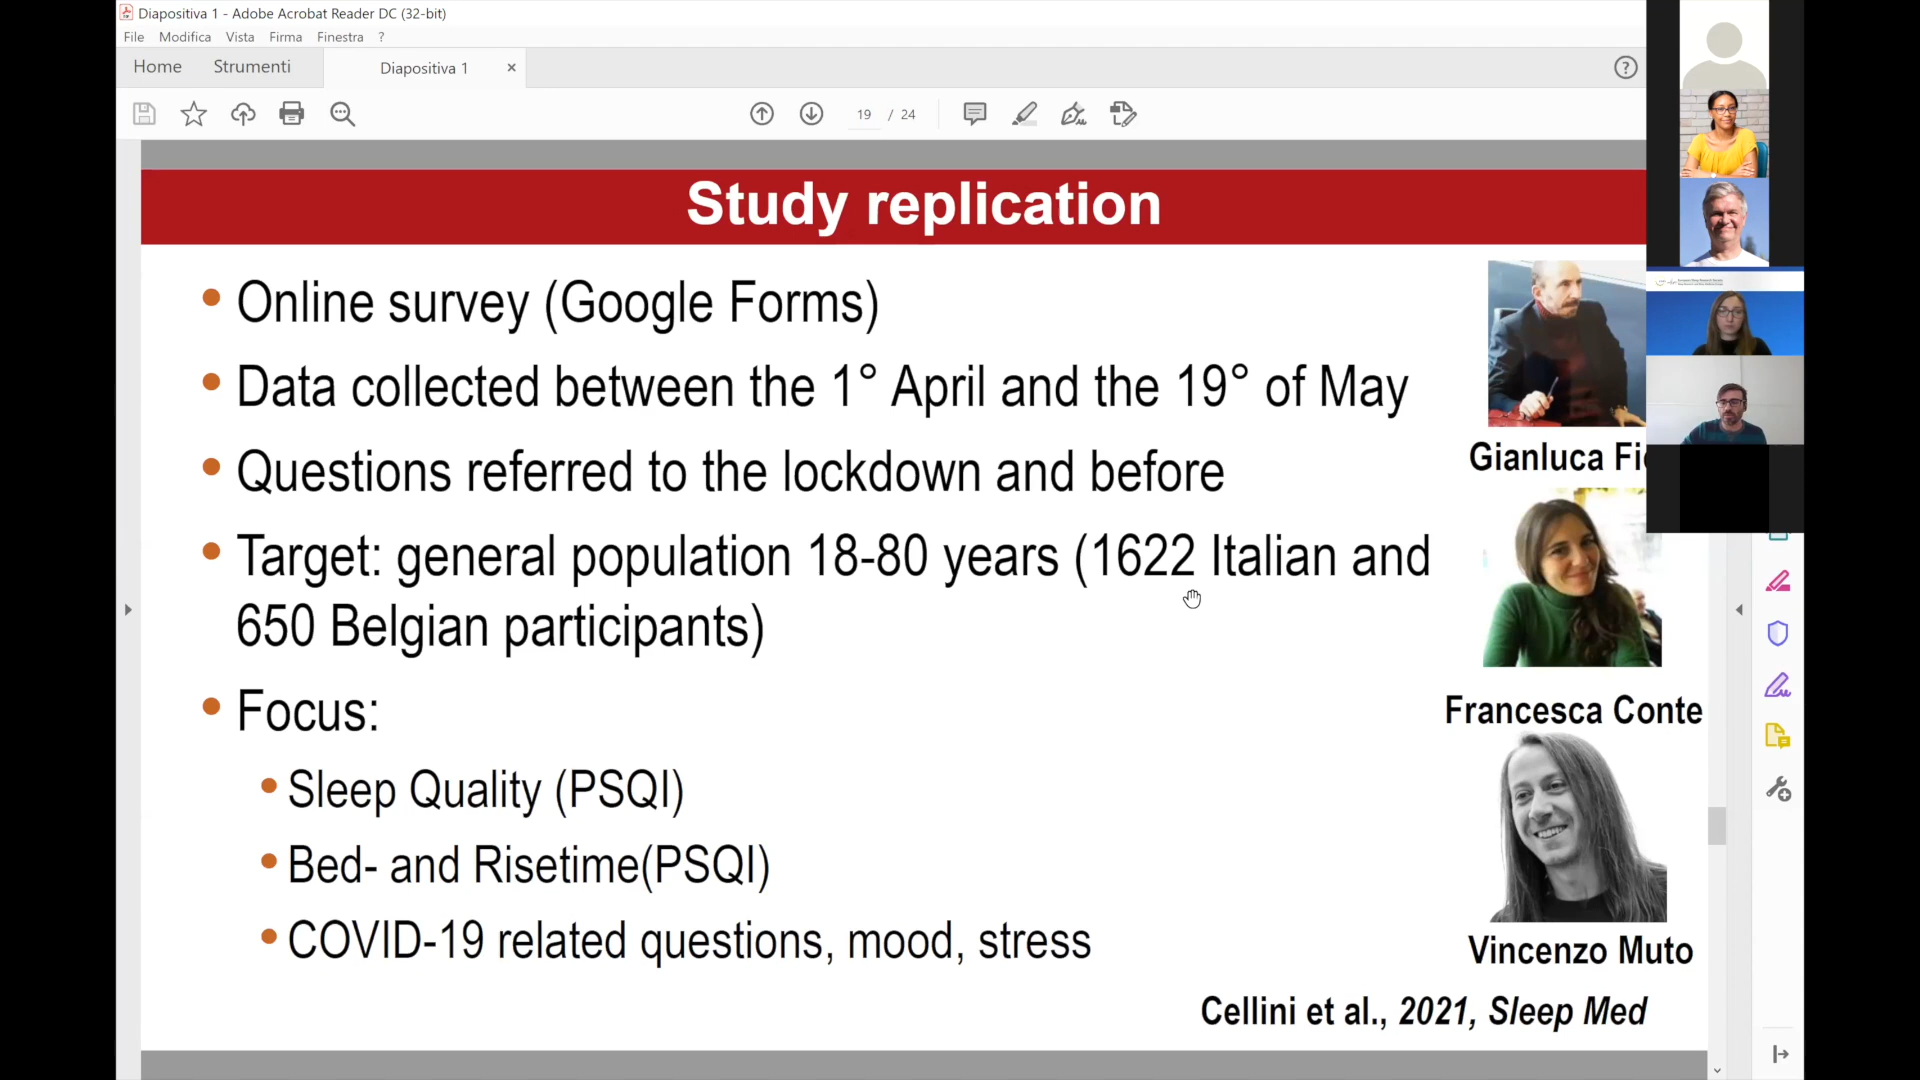 Diapositiva 1 - Adobe Acrobat Reader DC (32-bit)
File Modifica Vista Firma Finestra ?
Home Strumenti Diapositiva 1
19 / 24
Study replication
Online survey (Google Forms)
Data collected between the 1° April and the 19° of May
Questions referred to the lockdown and before
Target: general population 18-80 years (1622 Italian and
650 Belgian participants)
Focus:
Sleep Quality (PSQI)
Bed- and Risetime(PSQI)
COVID-19 related questions, mood, stress
Gianluca
Francesca Conte
Vincenzo Muto
Cellini et al., 2021, Sleep Med